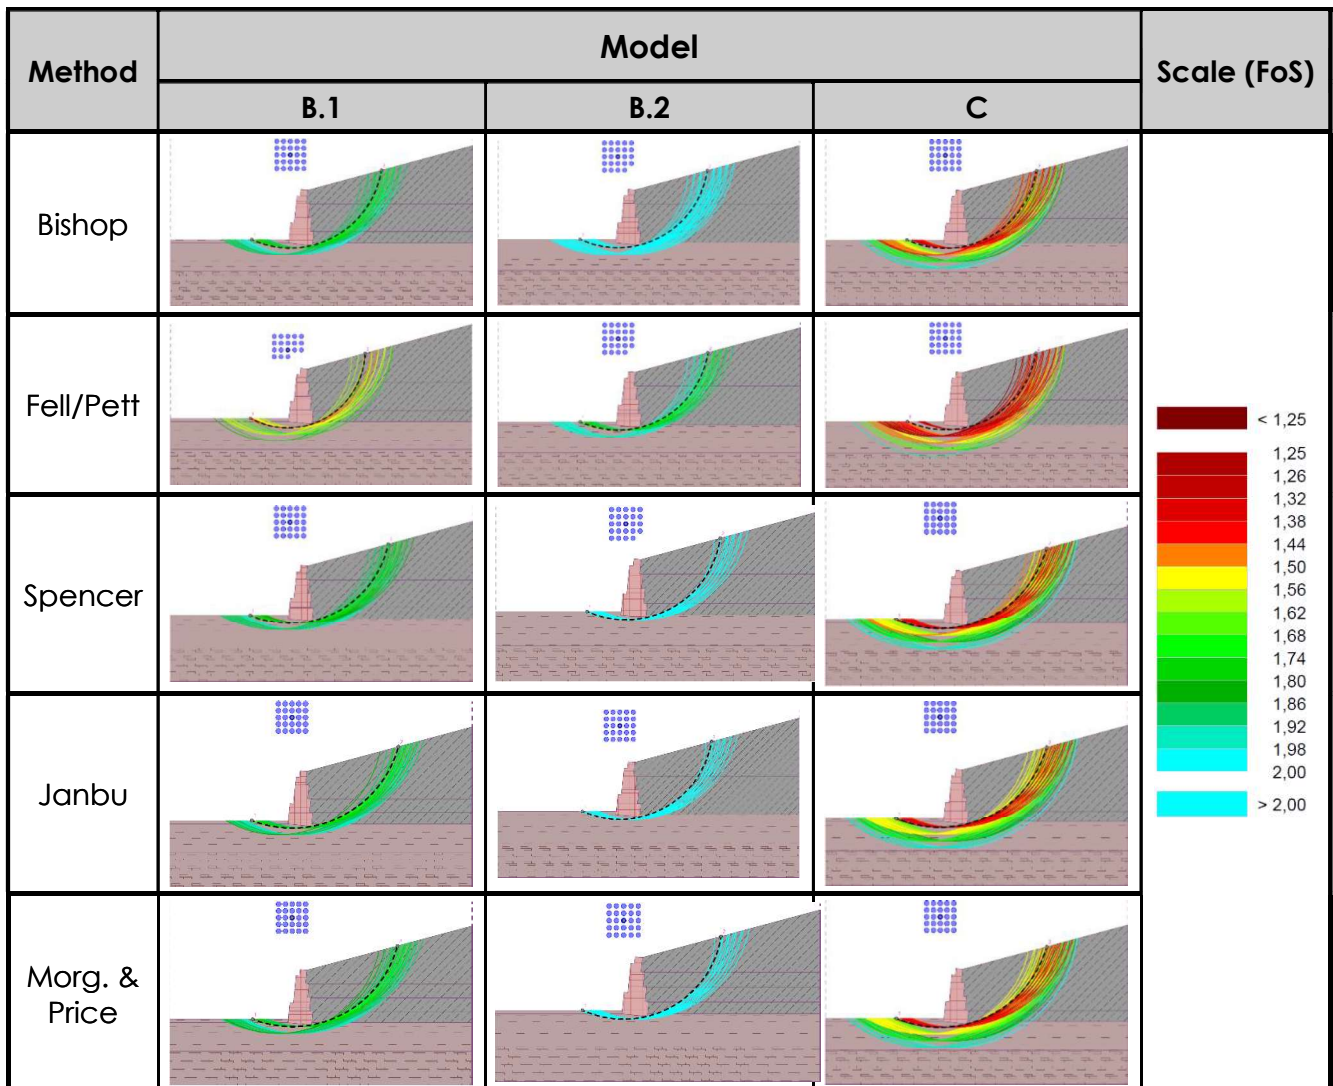 Method
Model
Scale (FoS)
B.1
B.2
C
Bishop
Fell/Pett
Spencer
Janbu
Morg. &
Price
< 1,25
1,25
1,26
1,32
1,38
1,44
1,50
1,56
1,62
1,68
1,74
1,80
1,86
1,92
1,98
2,00
> 2,00